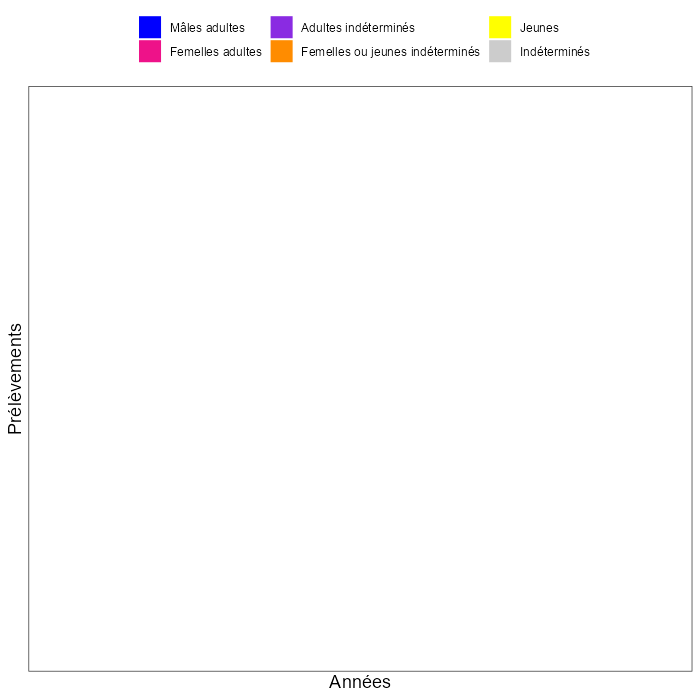 Mâles adultes
Adultes indéterminés
Jeunes
Femelles adultes
Femelles ou jeunes indéterminés
Indéterminés
Prélèvements
Années